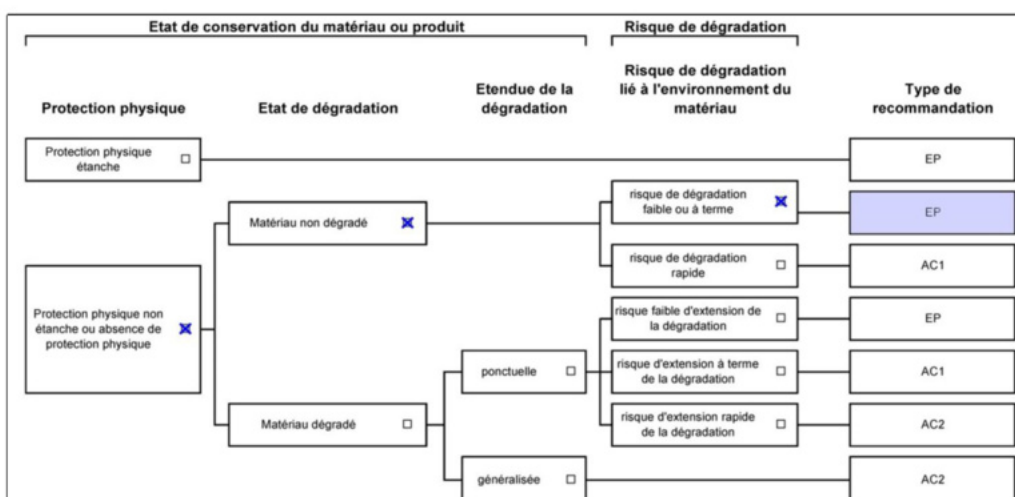 Etat de conservation du matériau ou produit
Risque de dégradation
Protection physique
Etat de dégradation
Etendue de la
dégradation
Risque de dégradation
lié à l'environnement du
matériau
Type de
recommandation
Protection physique
étanche
EP
Matériau non dégradé
risque de dégradation
faible ou à terme
EP
risque de dégradation
rapide
AC1
Protection physique non
étanche ou absence de
protection physique
risque faible d'extension de
la dégradation
EP
ponctuelle
risque d'extension à terme
de la dégradation
AC1
Matériau dégradé
risque d'extension rapide
de la dégradation
AC2
généralisée
AC2